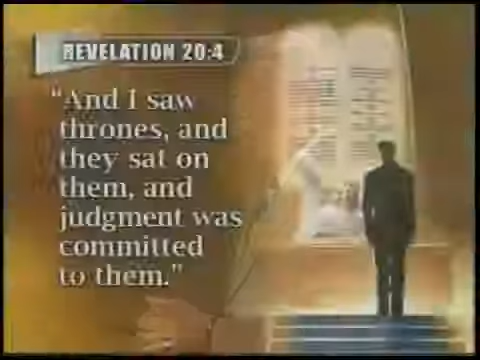 REVELATION 20:4
"And I saw
thrones, and
they sat on
them, and
judgment was
committed
to them."